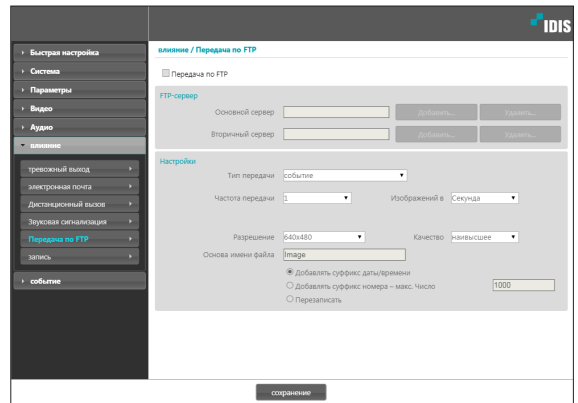 IDIS
Быстрая настройка
Система
Параметры
Видео
Аудио
влияние
тревожный выход
электронная почта
Дистанционный вызов
Звуковая сигнализация
Передача по FTP
запись
событие
влияние / Передача по FTP
Передача по FTP
FTP-сервер
Основной сервер Добавить... Удалить...
Вторичный сервер Добавить... Удалить...
Настройки
Тип передачи событие
Частота передачи 1 Изображений в Секунда
Разрешение 640x480 Качество наивысшее
Основа имени файла Image
Добавлять суффикс даты/времени
Добавлять суффикс номера – макс. Число 1000
Перезаписать
сохранение